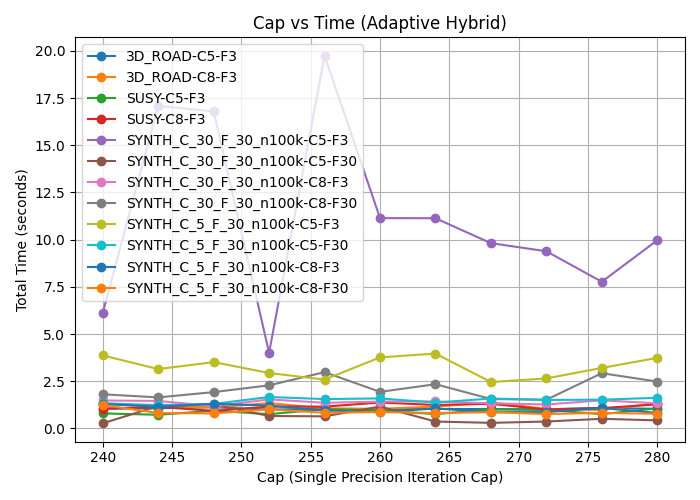 Cap vs Time (Adaptive Hybrid)
20.0
17.5
15.0
12.5
10.0
7.5
5.0
2.5
0.0
Total Time (seconds)
3D_ROAD-C5-F3
3D_ROAD-C8-F3
SUSY-C5-F3
SUSY-C8-F3
SYNTH_C_30_F_30_n100k-C5-F3
SYNTH_C_30_F_30_n100k-C5-F30
SYNTH_C_30_F_30_n100k-C8-F3
SYNTH_C_30_F_30_n100k-C8-F30
SYNTH_C_5_F_30_n100k-C5-F3
SYNTH_C_5_F_30_n100k-C5-F30
SYNTH_C_5_F_30_n100k-C8-F3
SYNTH_C_5_F_30_n100k-C8-F30
240 245 250 255 260 265 270 275 280
Cap (Single Precision Iteration Cap)